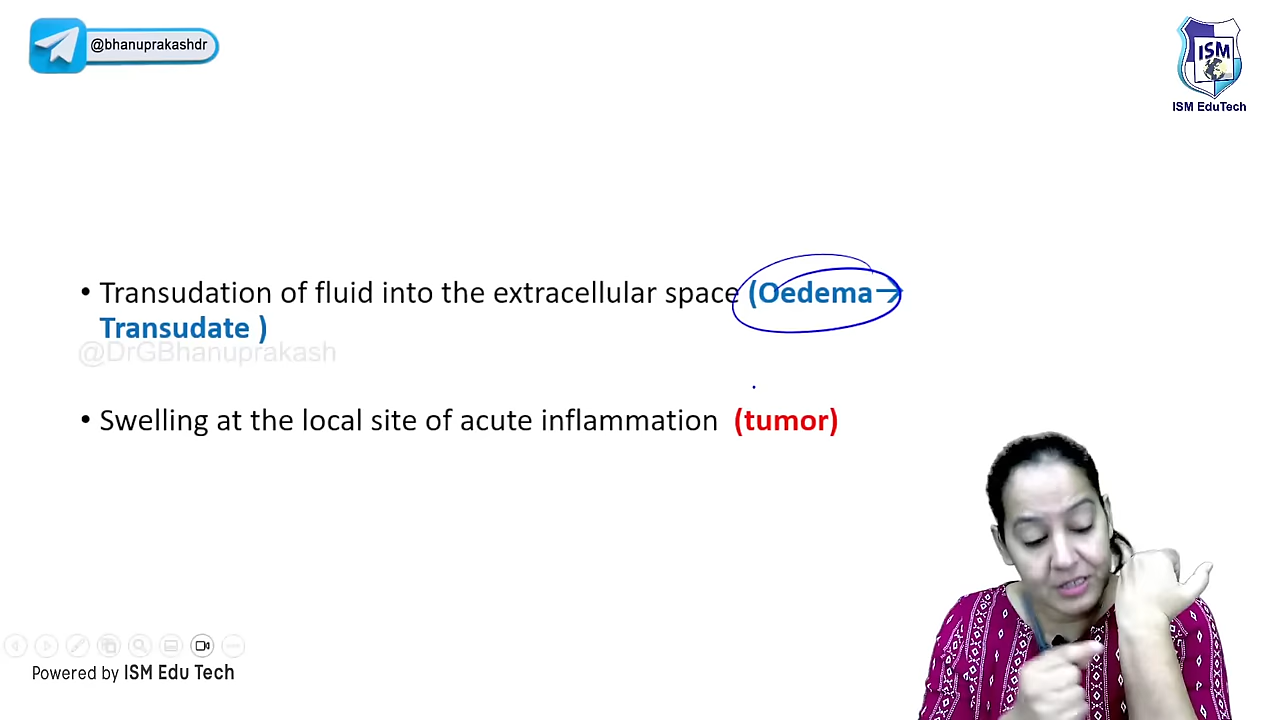 @bhanuprakashdr
ISM
ISM EduTech
• Transudation of fluid into the extracellular space (Oedema→
Transudate )
@DrGBhanuprakash
• Swelling at the local site of acute inflammation (tumor)
Powered by ISM Edu Tech